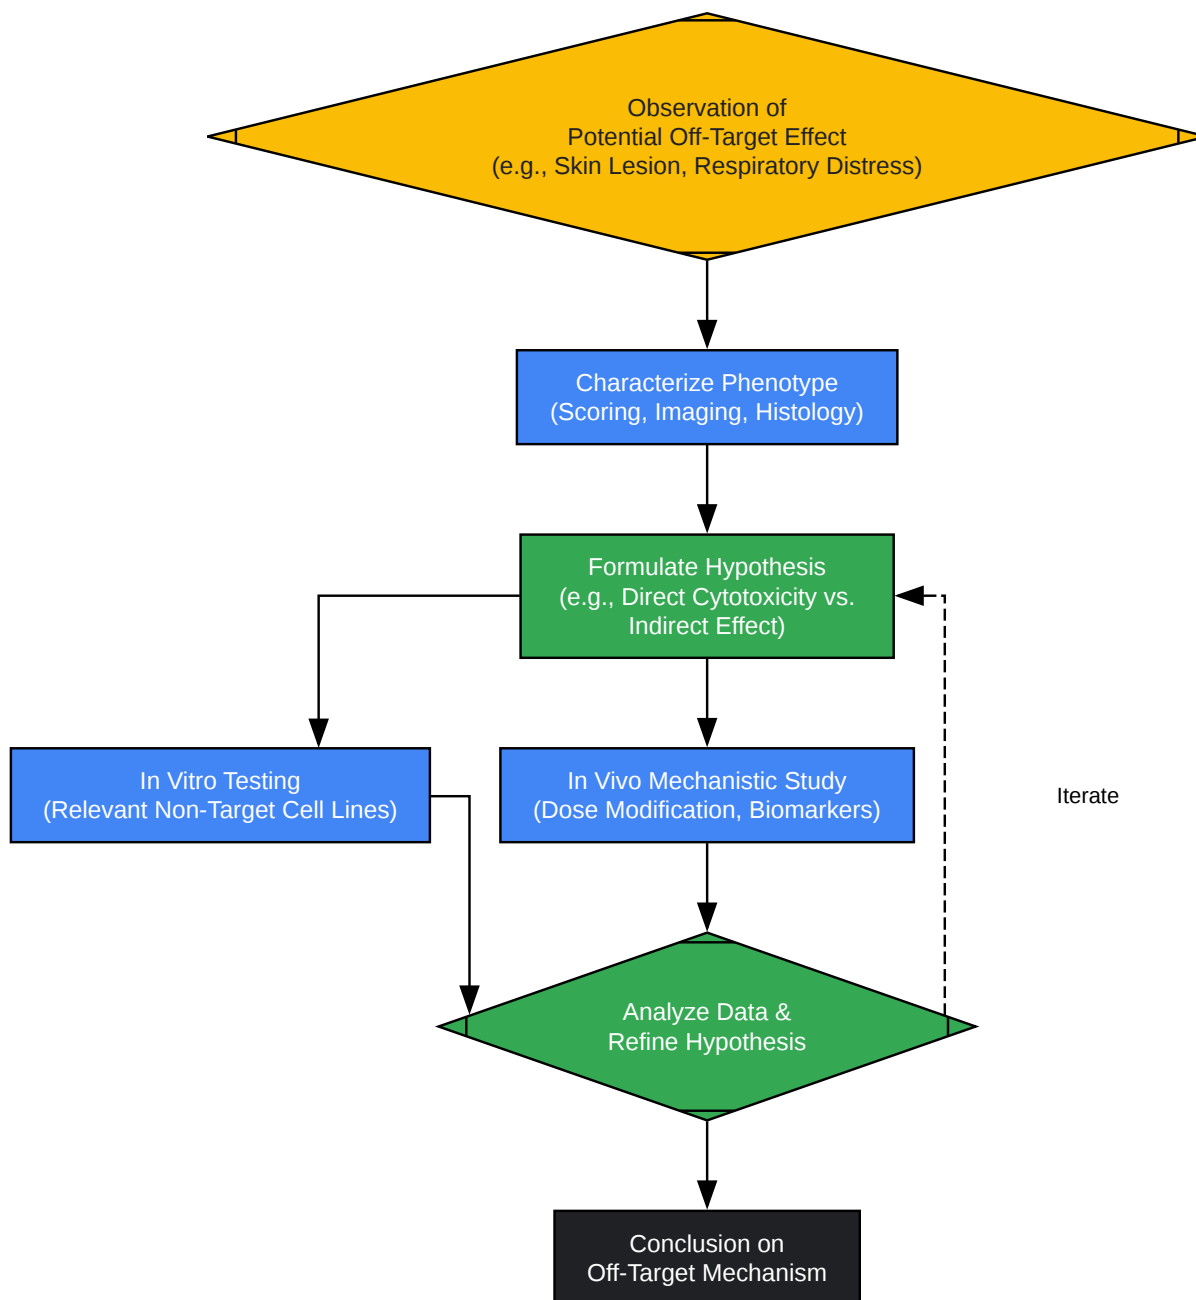 Observation of
Potential Off-Target Effect
(e.g., Skin Lesion, Respiratory Distress)
Characterize Phenotype
(Scoring, Imaging, Histology)
Formulate Hypothesis
(e.g., Direct Cytotoxicity vs.
Indirect Effect)
In Vitro Testing
(Relevant Non-Target Cell Lines)
In Vivo Mechanistic Study
(Dose Modification, Biomarkers)
Iterate
Analyze Data &
Refine Hypothesis
Conclusion on
Off-Target Mechanism